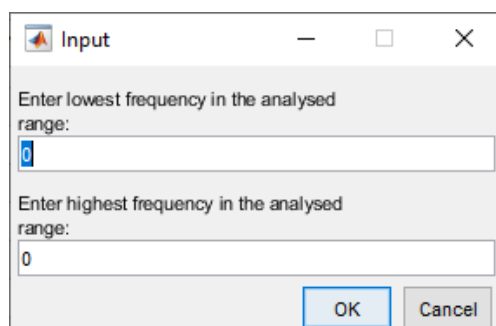 Input
Enter lowest frequency in the analysed
range:
0
Enter highest frequency in the analysed
range:
0
OK Cancel